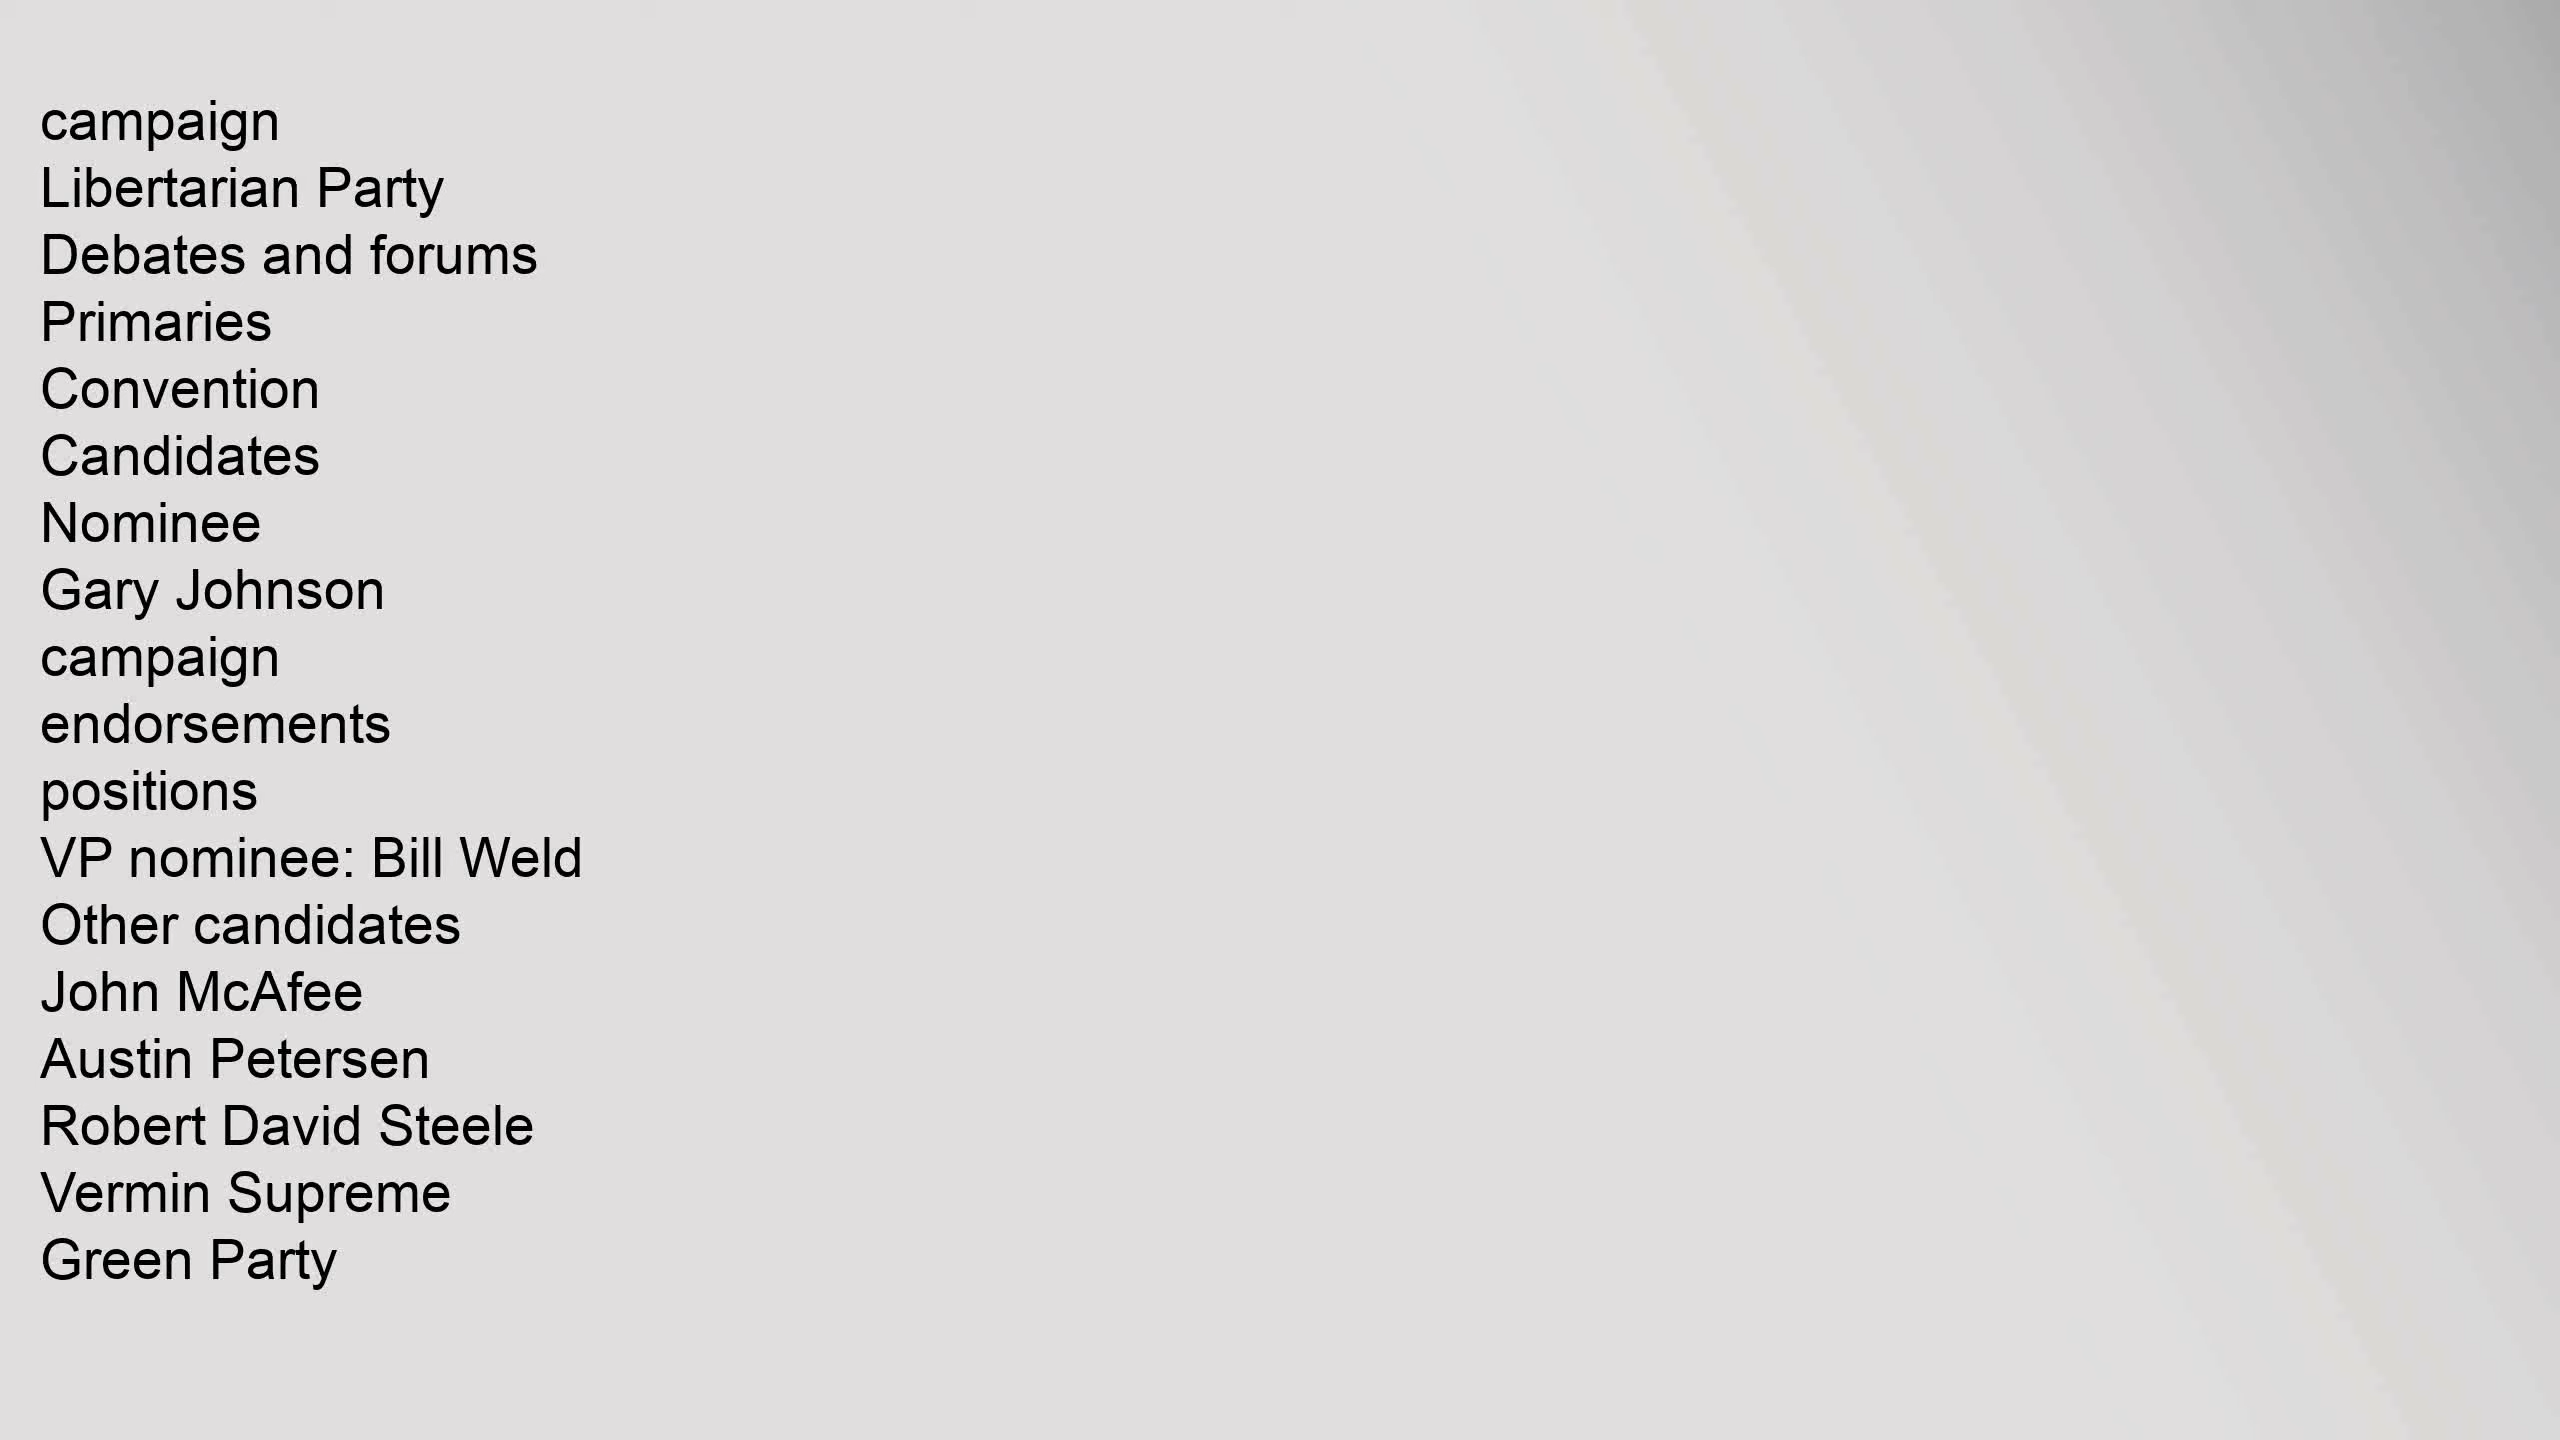 campaign
Libertarian Party
Debates and forums
Primaries
Convention
Candidates
Nominee
Gary Johnson
campaign
endorsements
positions
VP nominee: Bill Weld
Other candidates
John McAfee
Austin Petersen
Robert David Steele
Vermin Supreme
Green Party